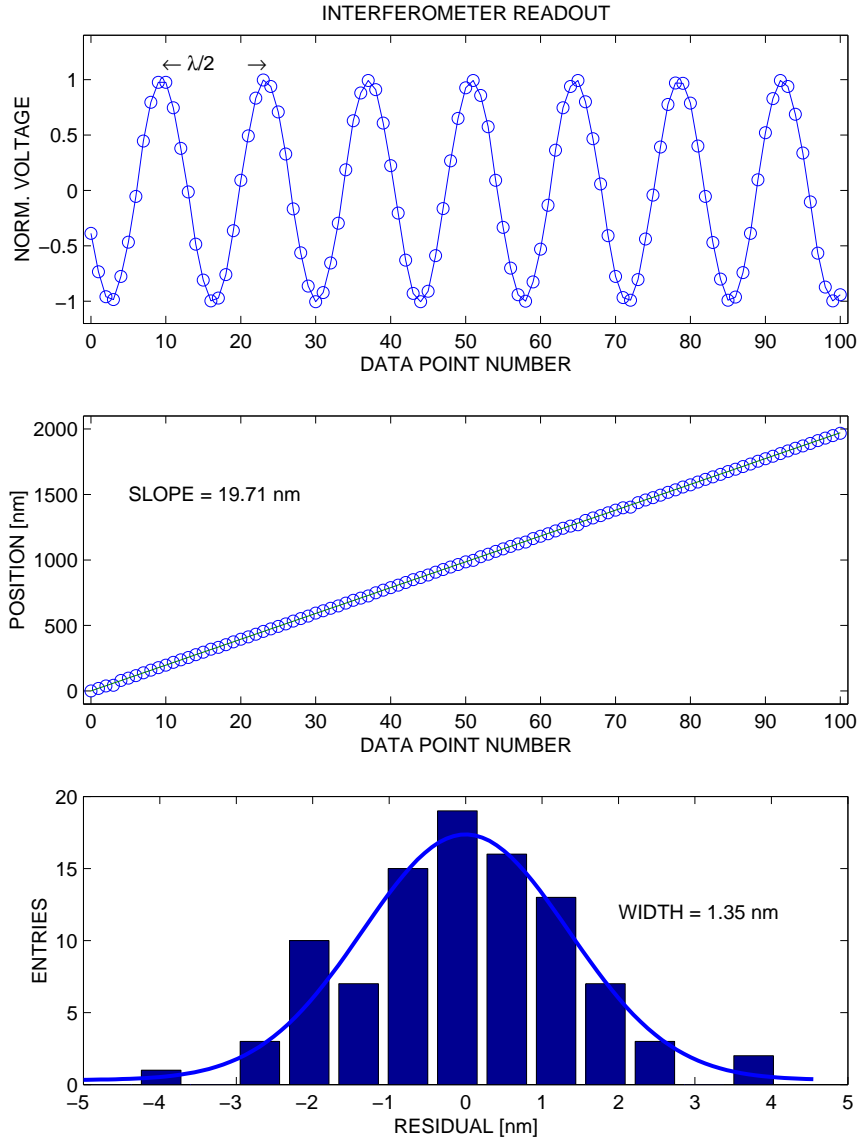 INTERFEROMETER READOUT
← λ/2 →
1
0.5
0
−0.5
−1
NORM. VOLTAGE
0 10 20 30 40 50 60 70 80 90 100
DATA POINT NUMBER
2000
1500
1000
500
0
POSITION [nm]
SLOPE = 19.71 nm
0 10 20 30 40 50 60 70 80 90 100
DATA POINT NUMBER
20
15
10
5
0
ENTRIES
WIDTH = 1.35 nm
−5 −4 −3 −2 −1 0 1 2 3 4 5
RESIDUAL [nm]